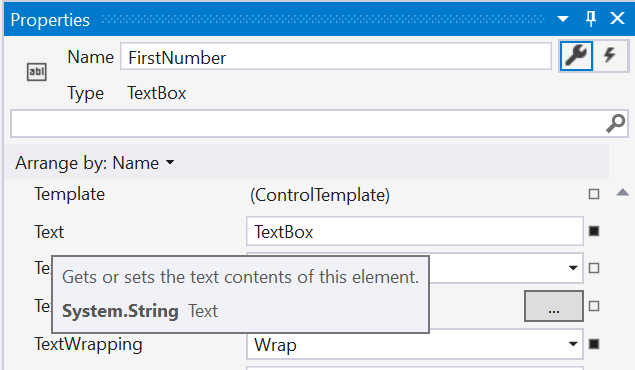 Properties
Name FirstNumber
abl
Type TextBox
Arrange by: Name
Template (ControlTemplate)
Text TextBox
Te
Gets or sets the text contents of this element.
Te ...
System.String Text
TextWrapping Wrap